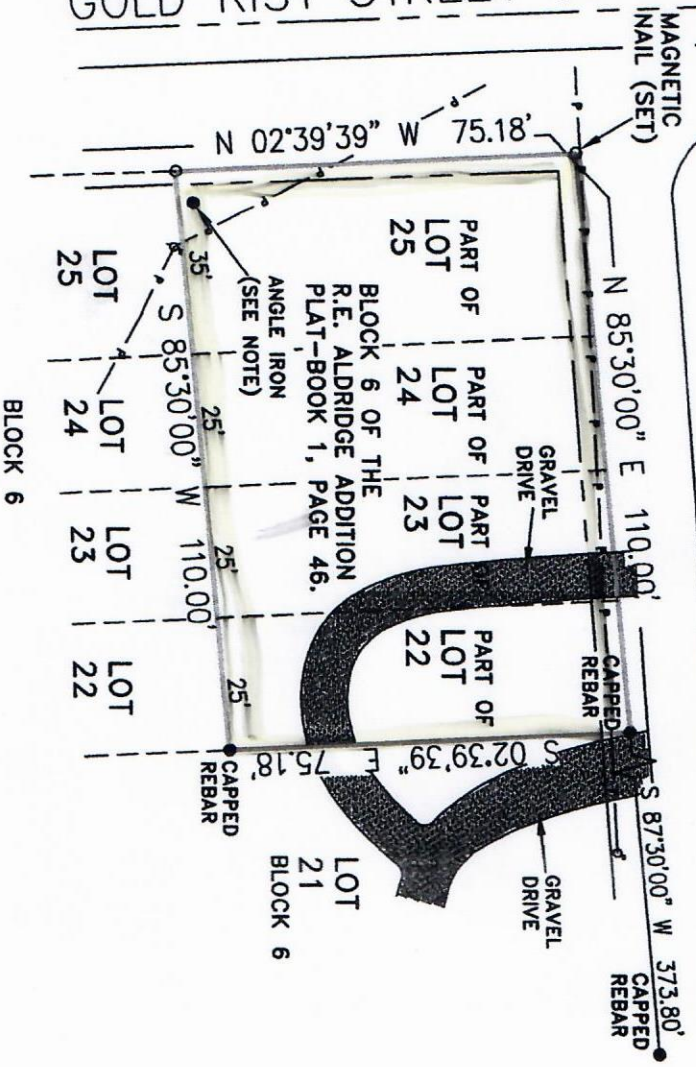 GOLD KIST STREET
MAGNETIC
NAIL (SET)
N 02°39'39" W 75.18'
N 85°30'00" E 110.00'
PART OF
LOT
25
PART OF
LOT
24
PART
LOT
23
PART OF
LOT
22
GRAVEL
DRIVE
CAPPED
REBAR
S 87°30'00" W 373.80'
CAPPED
REBAR
BLOCK 6 OF THE
R.E. ALDRIDGE ADDITION
PLAT-BOOK 1, PAGE 46.
ANGLE IRON
(SEE NOTE)
35'
25'
25'
25'
S 85°30'00" W 110.00'
S 02°39'39" E 75.18'
GRAVEL
DRIVE
CAPPED
REBAR
LOT
21
BLOCK 6
LOT
25
LOT
24
LOT
23
LOT
22
BLOCK 6